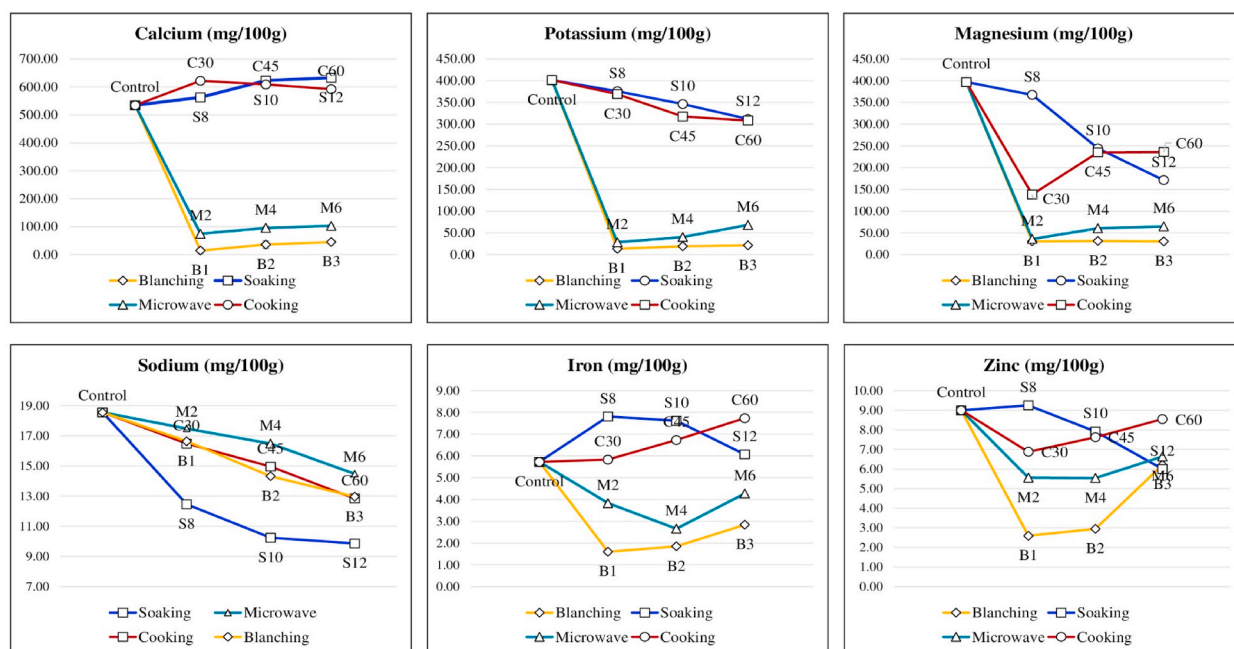 Calcium (mg/100g)
700.00
600.00
500.00
400.00
300.00
200.00
100.00
0.00
Control
C30
C45
C60
S8
S10
S12
M2
M4
M6
B1
B2
B3
Blanching
Soaking
Microwave
Cooking
Potassium (mg/100g)
450.00
400.00
350.00
300.00
250.00
200.00
150.00
100.00
50.00
0.00
Control
S8
S10
S12
C30
C45
C60
M2
M4
M6
B1
B2
B3
Blanching
Soaking
Microwave
Cooking
Magnesium (mg/100g)
450.00
400.00
350.00
300.00
250.00
200.00
150.00
100.00
50.00
0.00
Control
S8
S10
C60
S12
C45
C30
M2
M4
M6
B1
B2
B3
Blanching
Soaking
Microwave
Cooking
Sodium (mg/100g)
19.00
17.00
15.00
13.00
11.00
9.00
7.00
Control
M2
C30
M4
B1
C45
M6
B2
C60
B3
S8
S10
S12
Soaking
Microwave
Cooking
Blanching
Iron (mg/100g)
9.00
8.00
7.00
6.00
5.00
4.00
3.00
2.00
1.00
0.00
Control
S8
S10
C60
C45
C30
S12
M2
M4
M6
B1
B2
B3
Blanching
Soaking
Microwave
Cooking
Zinc (mg/100g)
10.00
9.00
8.00
7.00
6.00
5.00
4.00
3.00
2.00
1.00
0.00
Control
S8
S10
C60
C45
C30
S12
M6
B3
M2
M4
B1
B2
Blanching
Soaking
Microwave
Cooking